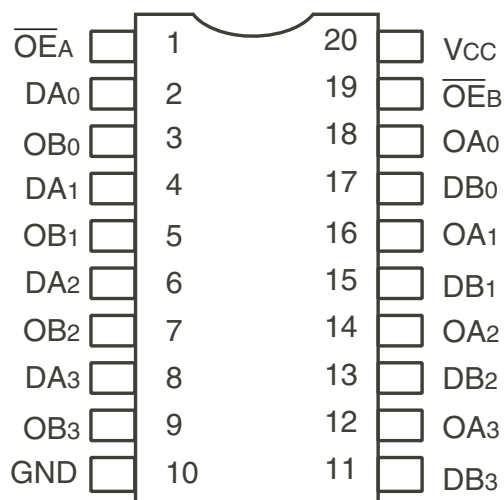 OEA 1 20 VCC
DA0 2 19 OEB
OB0 3 18 OA0
DA1 4 17 DB0
OB1 5 16 OA1
DA2 6 15 DB1
OB2 7 14 OA2
DA3 8 13 DB2
OB3 9 12 OA3
GND 10 11 DB3